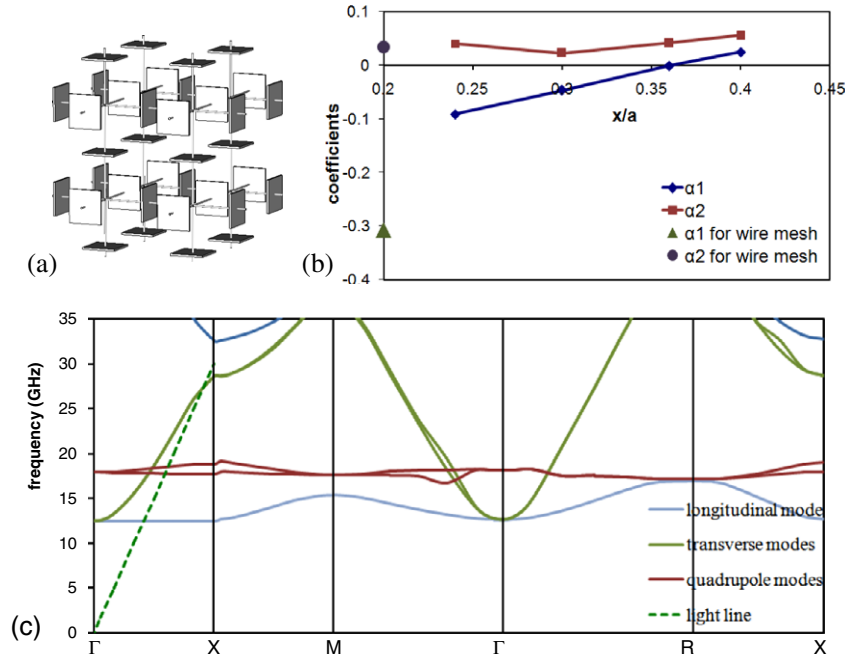 (a)
(b)
0.1
0
-0.1
-0.2
-0.3
-0.4
coefficients
0.2
0.25
0.3
0.35
0.4
0.45
x/a
α1
α2
α1 for wire mesh
α2 for wire mesh
(c)
frequency (GHz)
35
30
25
20
15
10
5
0
Γ X M Γ R X
longitudinal mode
transverse modes
quadrupole modes
light line